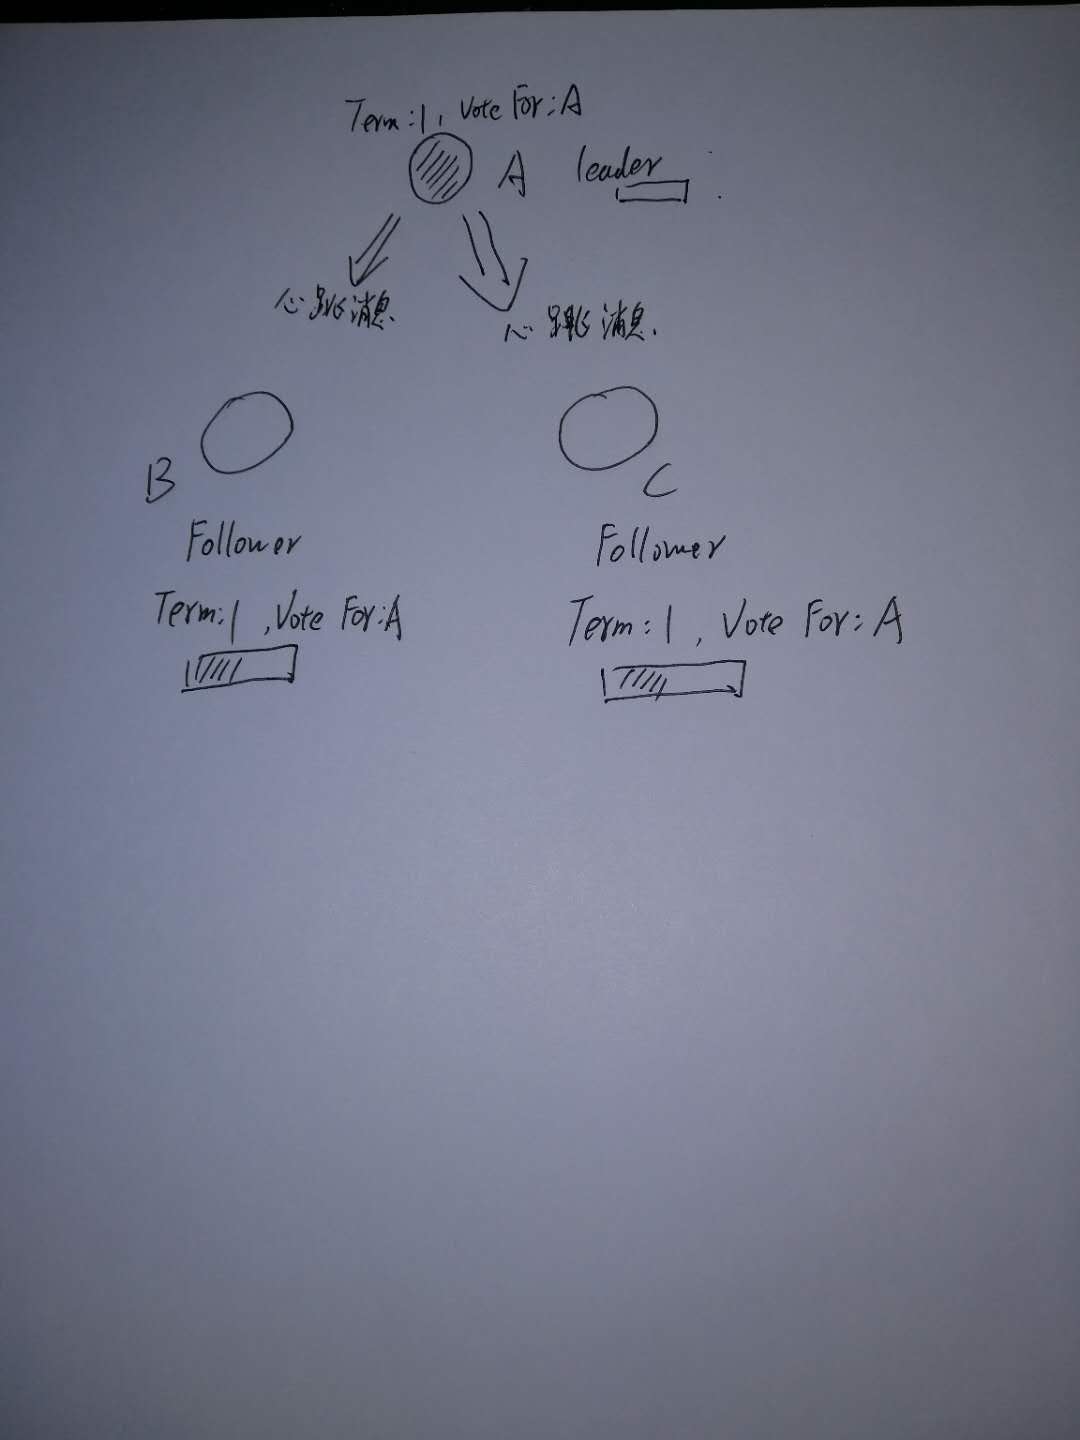 Term:1, Vote For:A
A leader
心跳消息.
心跳消息.
B
C
Follower
Follower
Term:1 ,Vote For:A
Term:1, Vote For:A